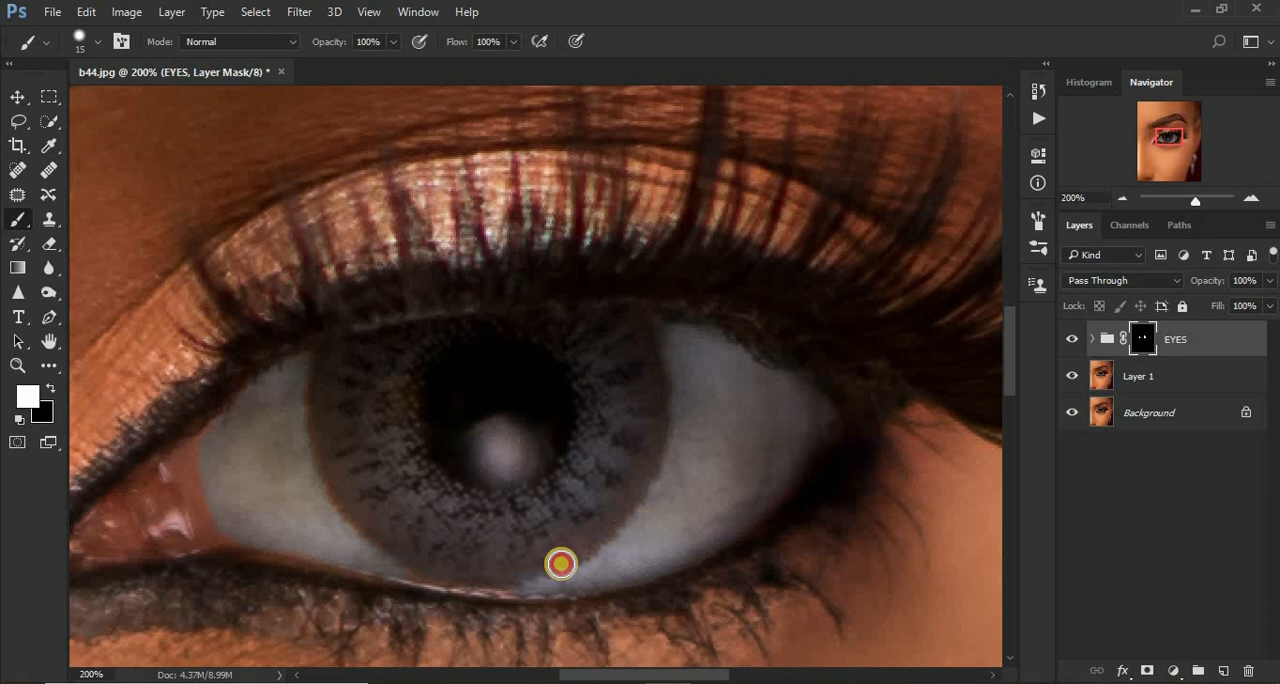 Ps File Edit Image Layer Type Select Filter 3D View Window Help
15 Mode: Normal Opacity: 100% Flow: 100%
b44.jpg @ 200% (EYES, Layer Mask/8) * ×
Histogram Navigator
200%
Layers Channels Paths
Kind
Pass Through Opacity: 100%
Lock: Fill: 100%
EYES
Layer 1
Background
200% Doc: 4.37M/8.99M